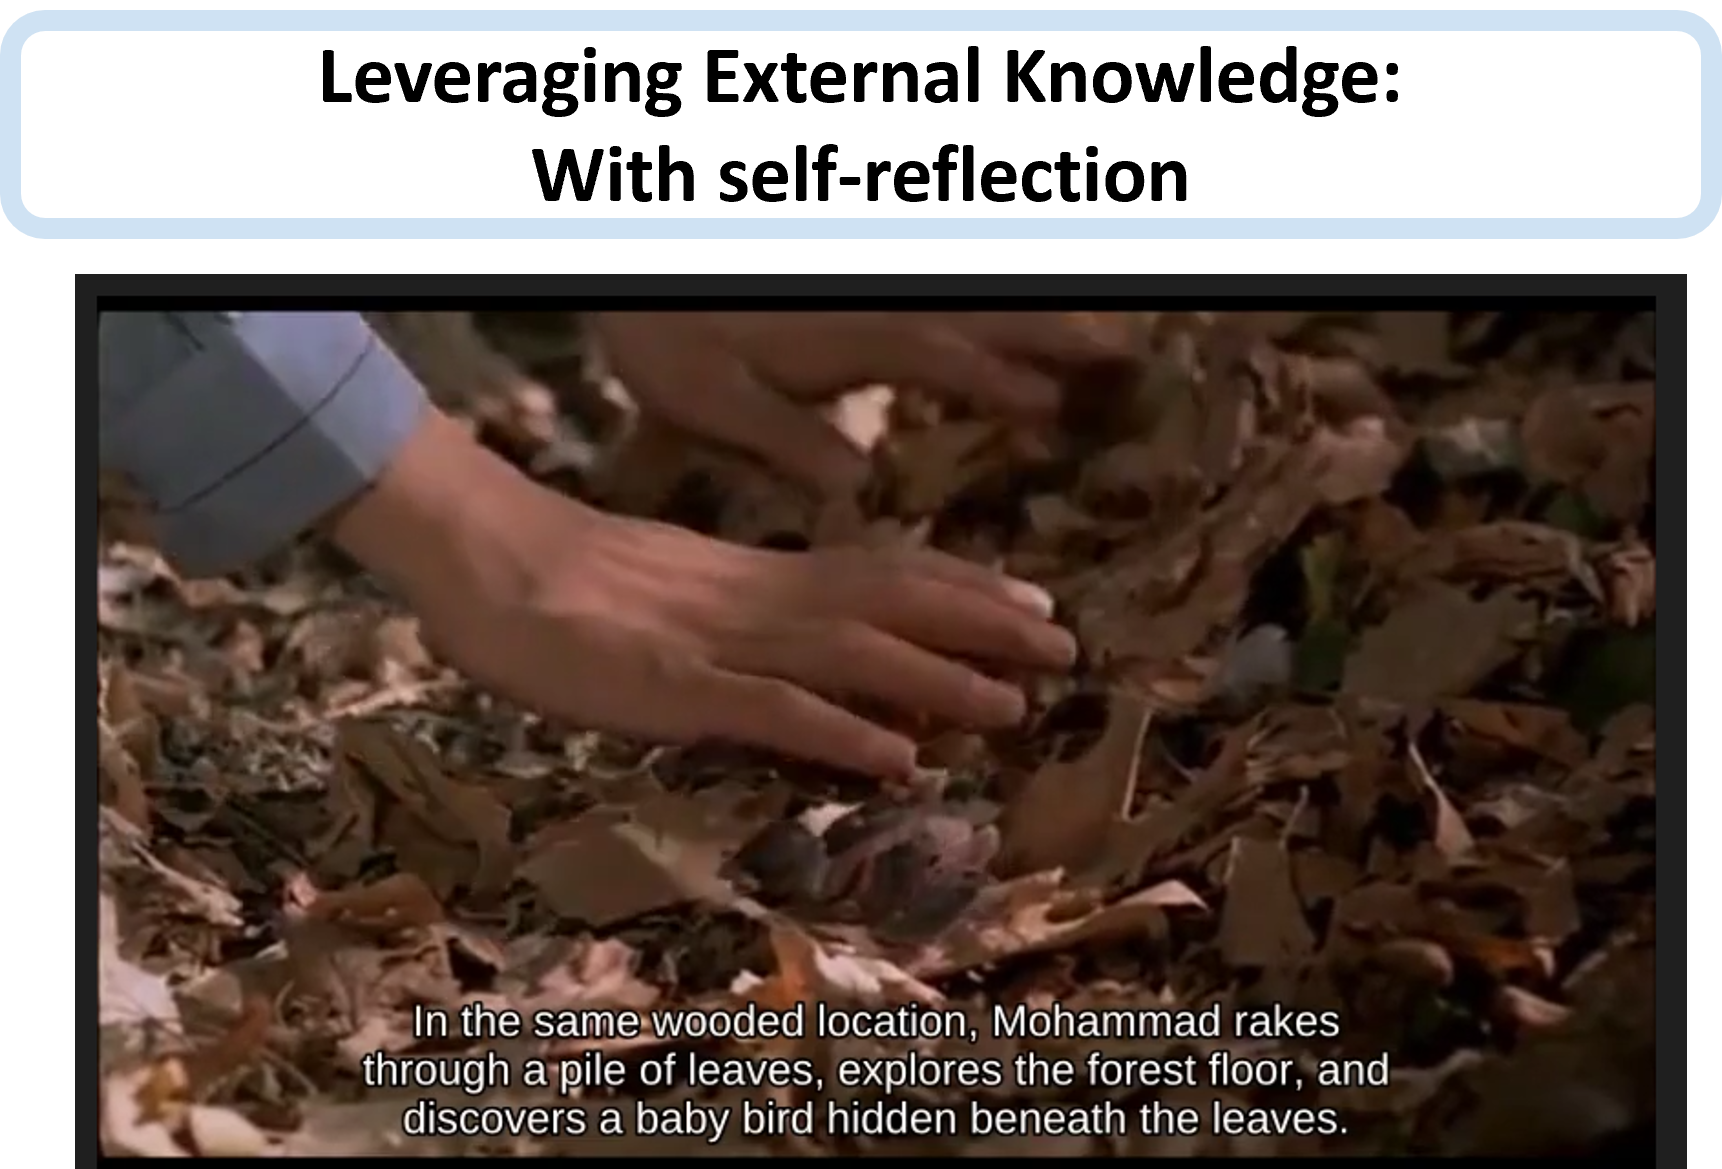 Leveraging External Knowledge:
With self-reflection
In the same wooded location, Mohammad rakes
through a pile of leaves, explores the forest floor, and
discovers a baby bird hidden beneath the leaves.